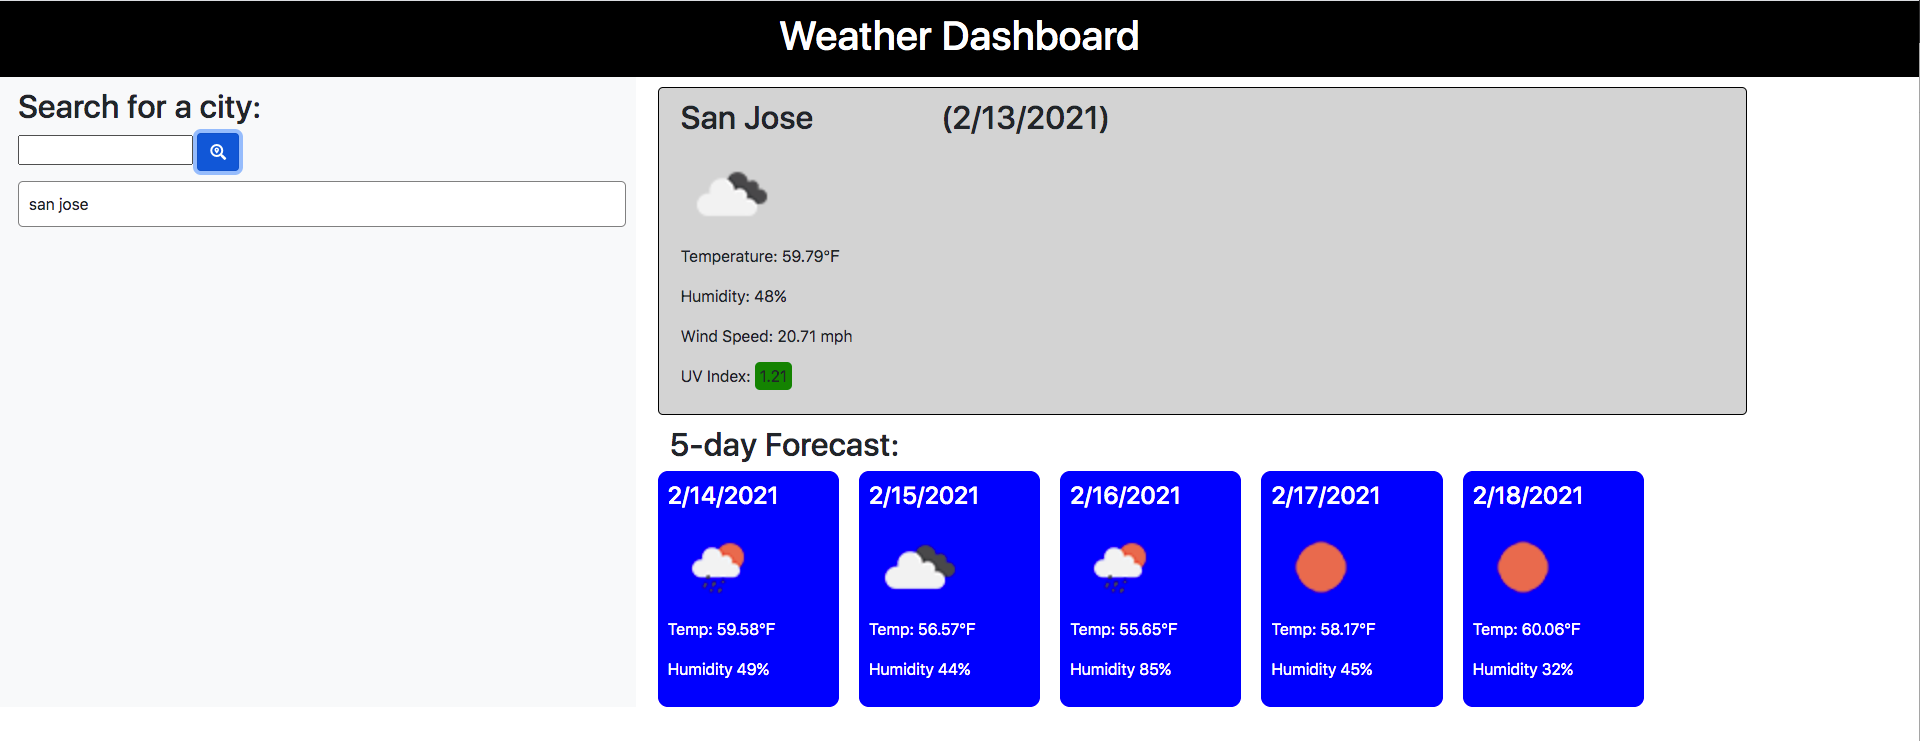 Weather Dashboard
Search for a city:
san jose
San Jose (2/13/2021)
Temperature: 59.79°F
Humidity: 48%
Wind Speed: 20.71 mph
UV Index: 1.21
5-day Forecast:
2/14/2021
Temp: 59.58°F
Humidity 49%
2/15/2021
Temp: 56.57°F
Humidity 44%
2/16/2021
Temp: 55.65°F
Humidity 85%
2/17/2021
Temp: 58.17°F
Humidity 45%
2/18/2021
Temp: 60.06°F
Humidity 32%